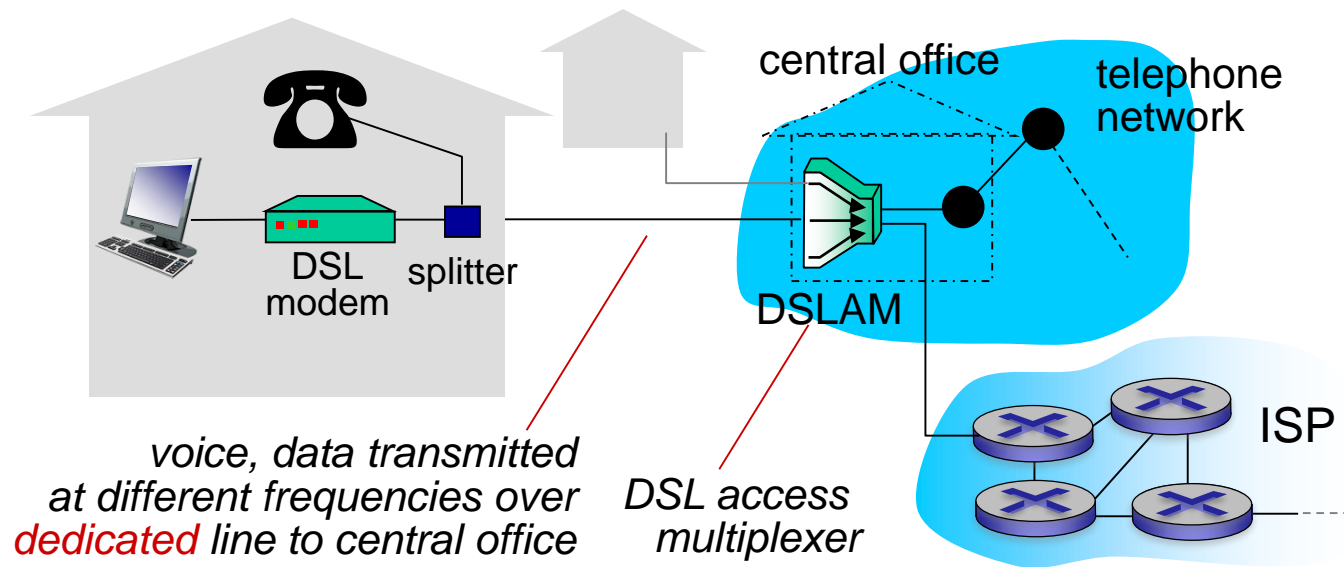 central office
telephone
network
DSL
modem
splitter
DSLAM
ISP
voice, data transmitted
at different frequencies over
dedicated line to central office
DSL access
multiplexer